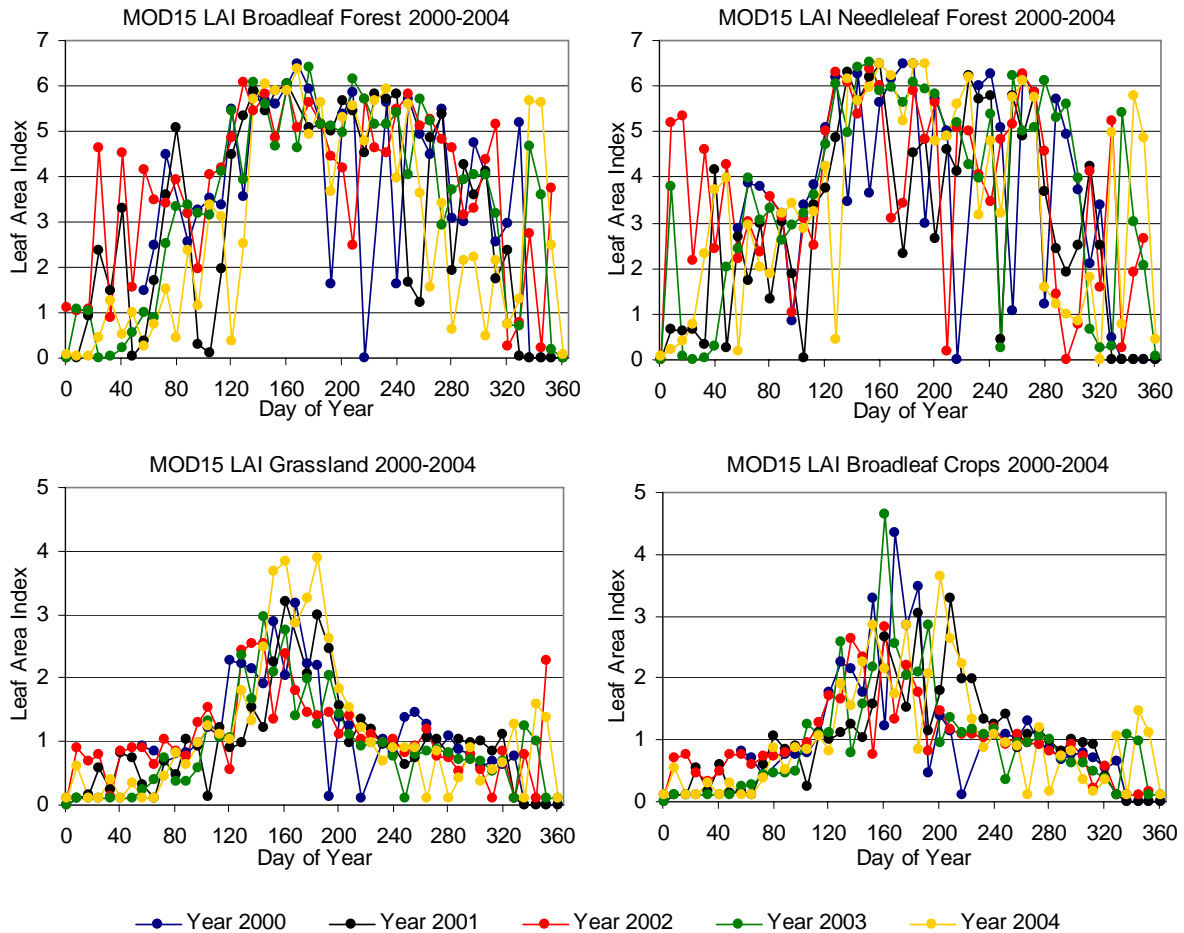 MOD15 LAI Broadleaf Forest 2000-2004
7
6
5
4
3
2
1
0
Leaf Area Index
0 40 80 120 160 200 240 280 320 360
Day of Year
MOD15 LAI Needleleaf Forest 2000-2004
7
6
5
4
3
2
1
0
Leaf Area Index
0 40 80 120 160 200 240 280 320 360
Day of Year
MOD15 LAI Grassland 2000-2004
5
4
3
2
1
0
Leaf Area Index
0 40 80 120 160 200 240 280 320 360
Day of Year
MOD15 LAI Broadleaf Crops 2000-2004
5
4
3
2
1
0
Leaf Area Index
0 40 80 120 160 200 240 280 320 360
Day of Year
Year 2000 Year 2001 Year 2002 Year 2003 Year 2004